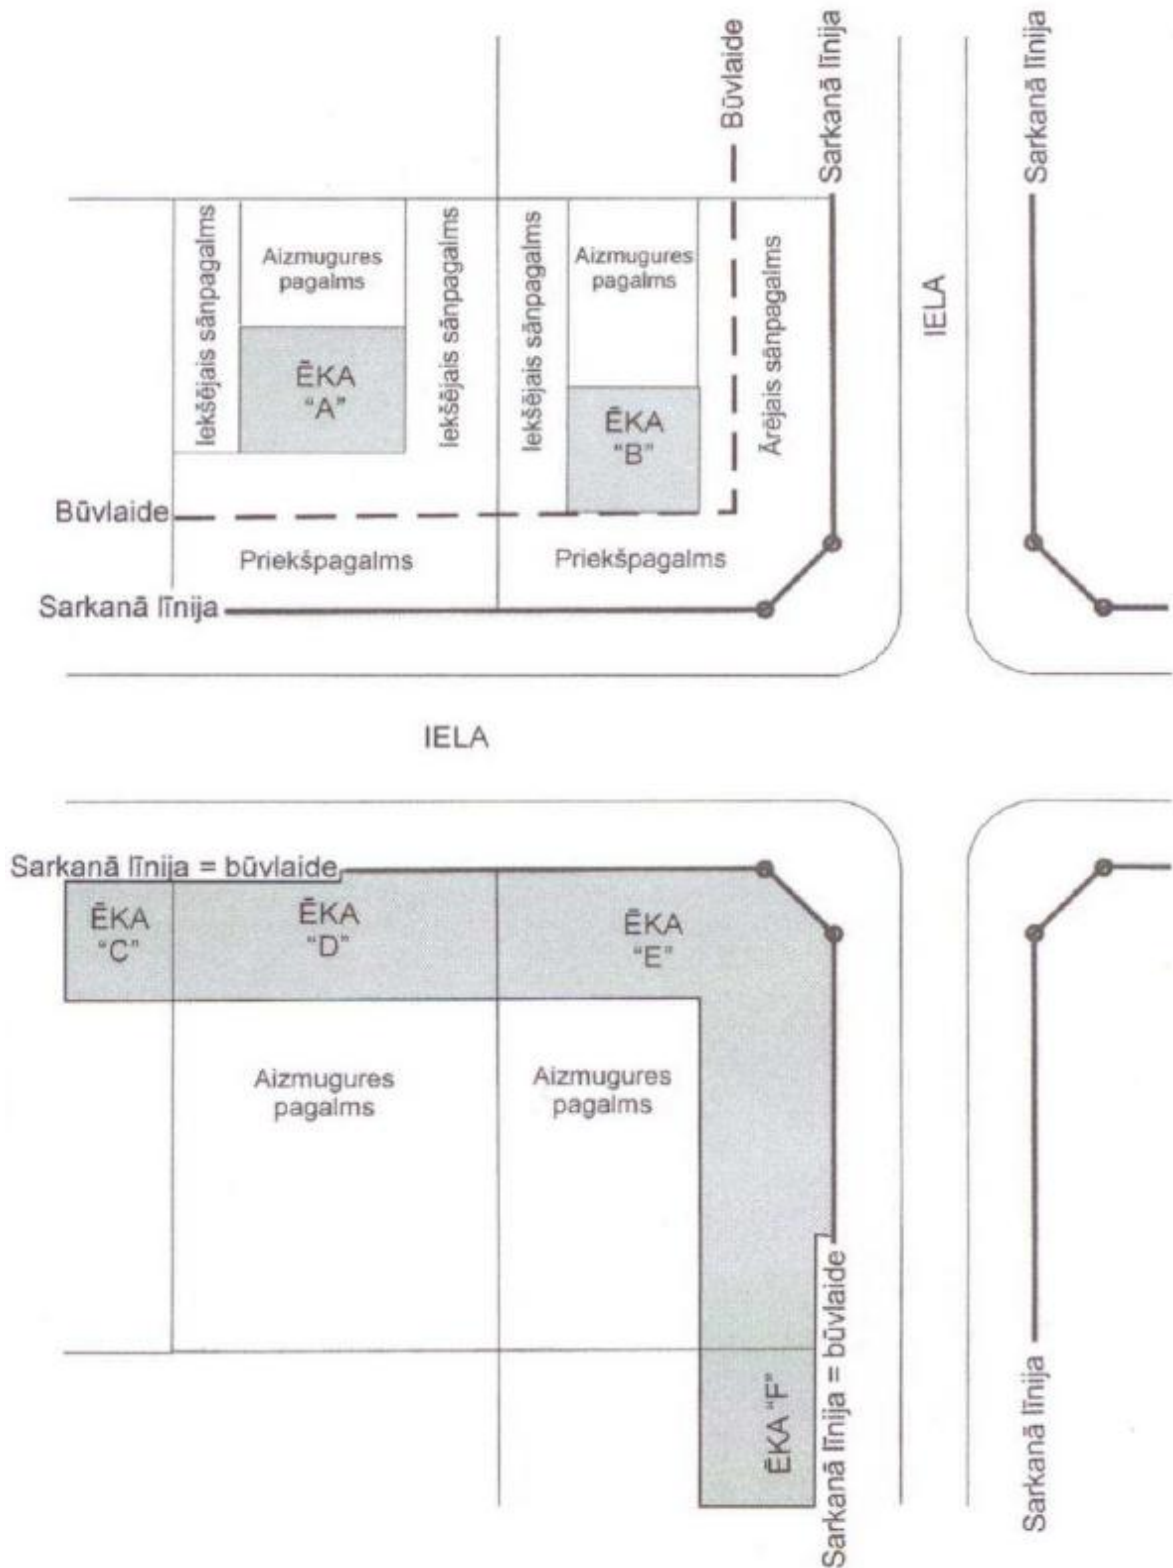 Būvlaide
Sarkanā līnija
Sarkanā līnija
Iekšējais sānpagalms
Aizmugures
pagalms
ĒKA
“A”
Iekšējais sānpagalms
Iekšējais sānpagalms
Aizmugures
pagalms
ĒKA
“B”
Ārējais sānpagalms
IELA
Būvlaide
Priekšpagalms
Priekšpagalms
Sarkanā līnija
IELA
Sarkanā līnija = būvlaide
ĒKA
“C”
ĒKA
“D”
ĒKA
“E”
Aizmugures
pagalms
Aizmugures
pagalms
ĒKA “F”
Sarkanā līnija = būvlaide
Sarkanā līnija